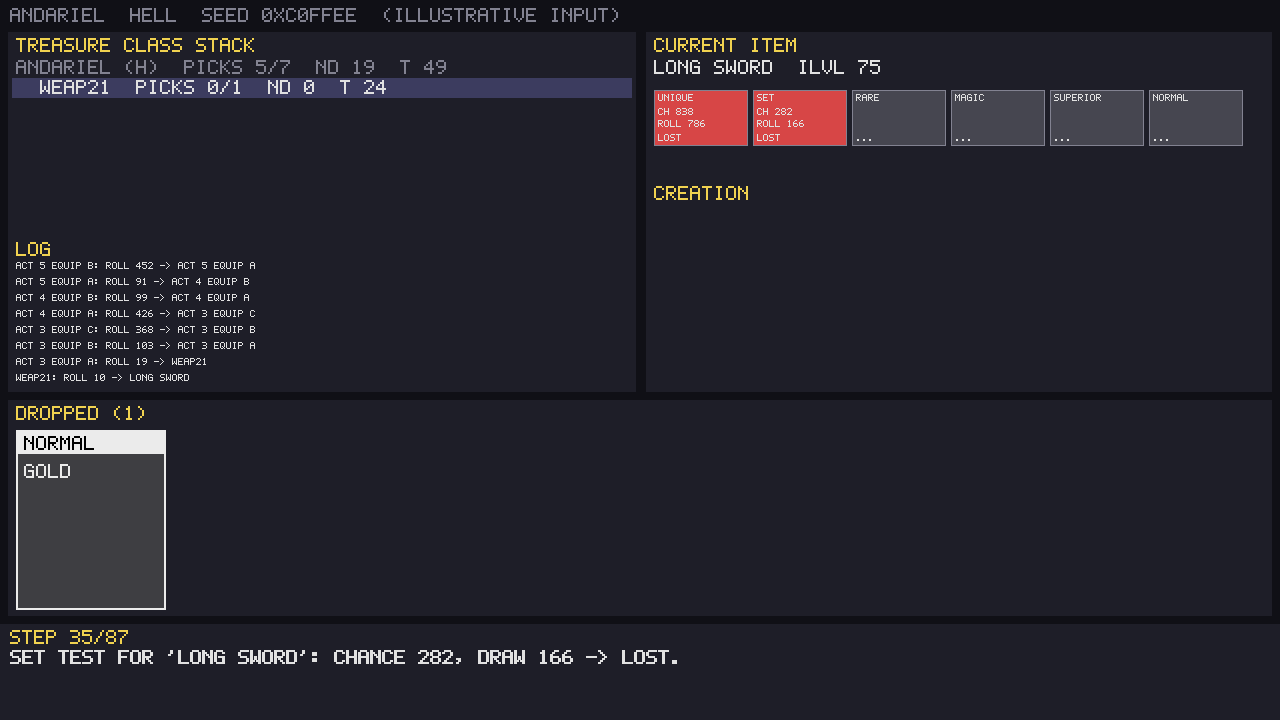 ANDARIEL  HELL  SEED 0XC0FFEE  (ILLUSTRATIVE INPUT)
TREASURE CLASS STACK
ANDARIEL (H)  PICKS 5/7  ND 19  T 49
WEAP21  PICKS 0/1  ND 0  T 24
LOG
ACT 5 EQUIP B: ROLL 452 -> ACT 5 EQUIP A
ACT 5 EQUIP A: ROLL 91 -> ACT 4 EQUIP B
ACT 4 EQUIP B: ROLL 99 -> ACT 4 EQUIP A
ACT 4 EQUIP A: ROLL 426 -> ACT 3 EQUIP C
ACT 3 EQUIP C: ROLL 368 -> ACT 3 EQUIP B
ACT 3 EQUIP B: ROLL 103 -> ACT 3 EQUIP A
ACT 3 EQUIP A: ROLL 19 -> WEAP21
WEAP21: ROLL 10 -> LONG SWORD
CURRENT ITEM
LONG SWORD  ILVL 75
UNIQUE
CH 838
ROLL 786
LOST
SET
CH 282
ROLL 166
LOST
RARE
...
MAGIC
...
SUPERIOR
...
NORMAL
...
CREATION
DROPPED (1)
NORMAL
GOLD
STEP 35/87
SET TEST FOR 'LONG SWORD': CHANCE 282, DRAW 166 -> LOST.